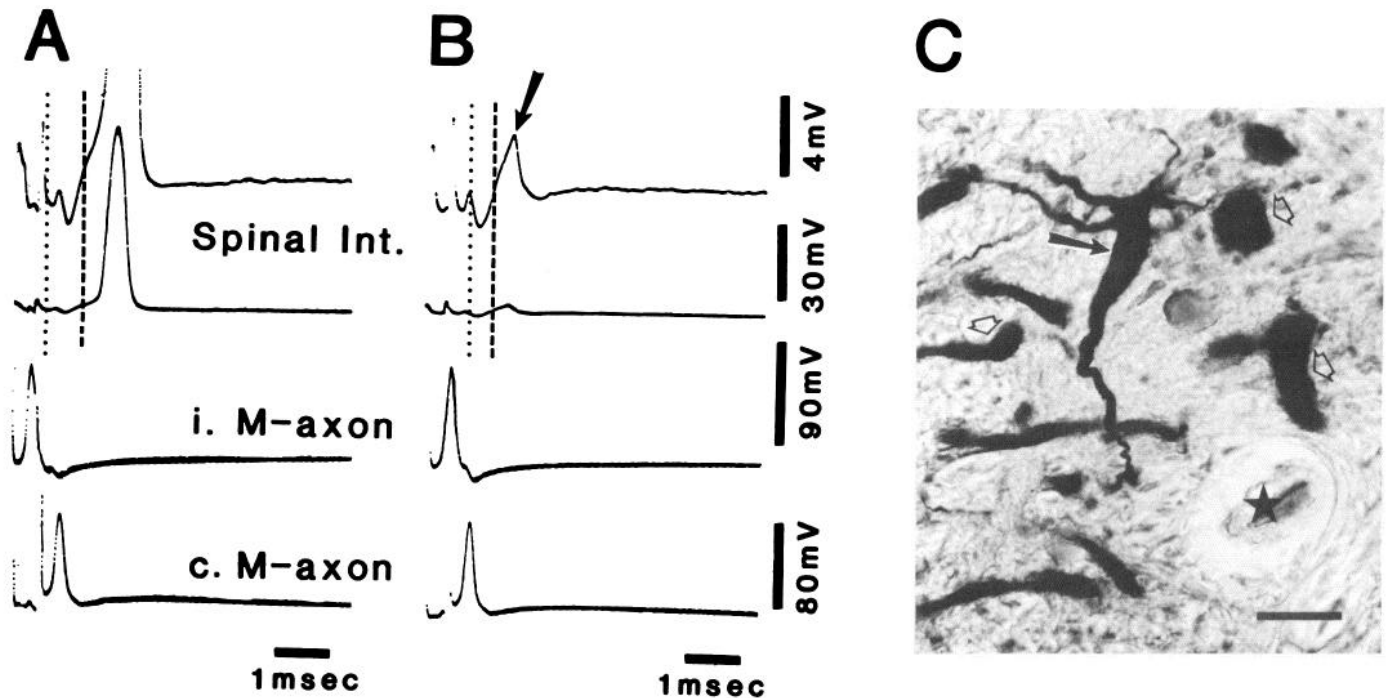 A
B
C
4mV
Spinal Int.
30mV
i. M-axon
90mV
c. M-axon
80mV
1msec
1msec